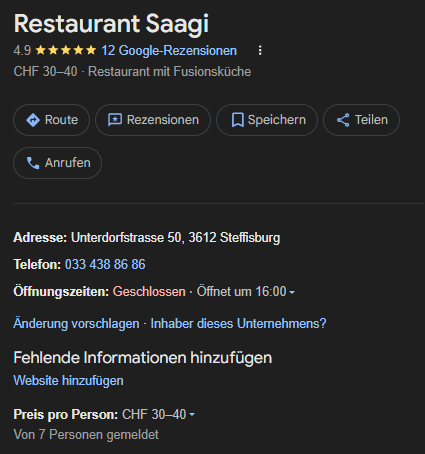 Restaurant Saagi
4.9 ★★★★★ 12 Google-Rezensionen
CHF 30–40 · Restaurant mit Fusionsküche
Route Rezensionen Speichern Teilen
Anrufen
Adresse: Unterdorfstrasse 50, 3612 Steffisburg
Telefon: 033 438 86 86
Öffnungszeiten: Geschlossen · Öffnet um 16:00
Änderung vorschlagen · Inhaber dieses Unternehmens?
Fehlende Informationen hinzufügen
Website hinzufügen
Preis pro Person: CHF 30–40
Von 7 Personen gemeldet